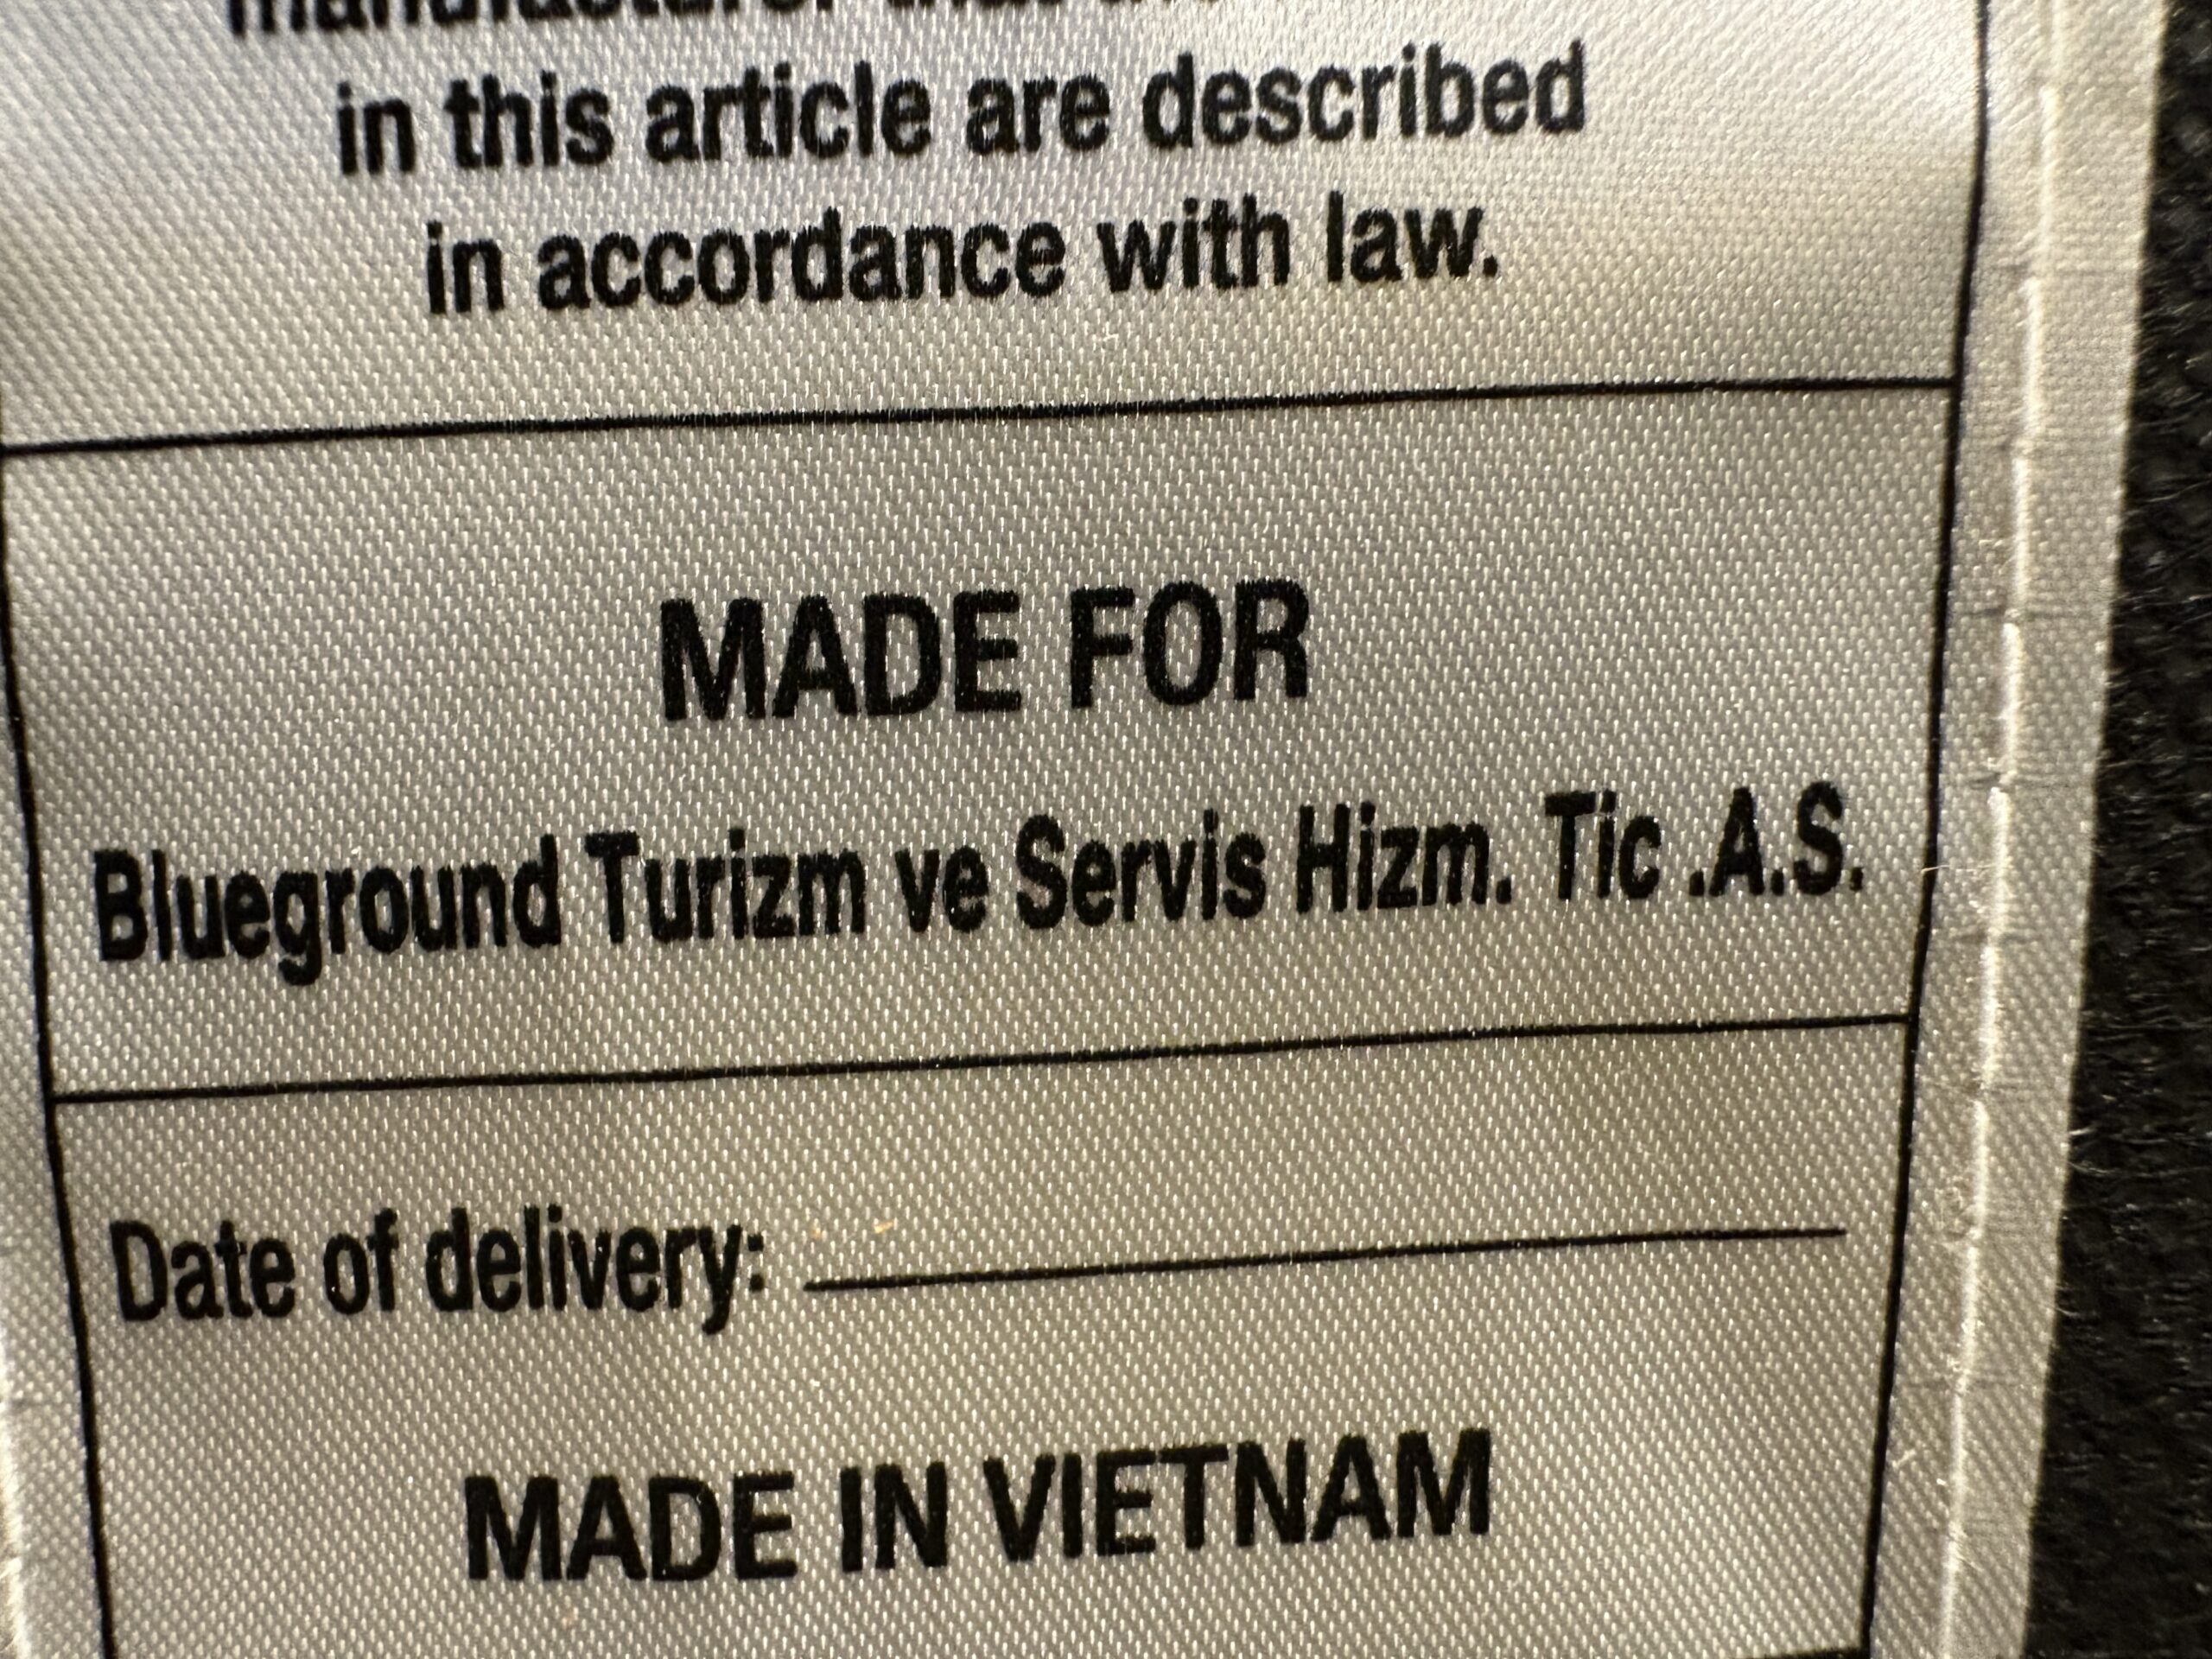 in this article are described
in accordance with law.
MADE FOR
Blueground Turizm ve Servis Hizm. Tic .A.S.
Date of delivery:
MADE IN VIETNAM